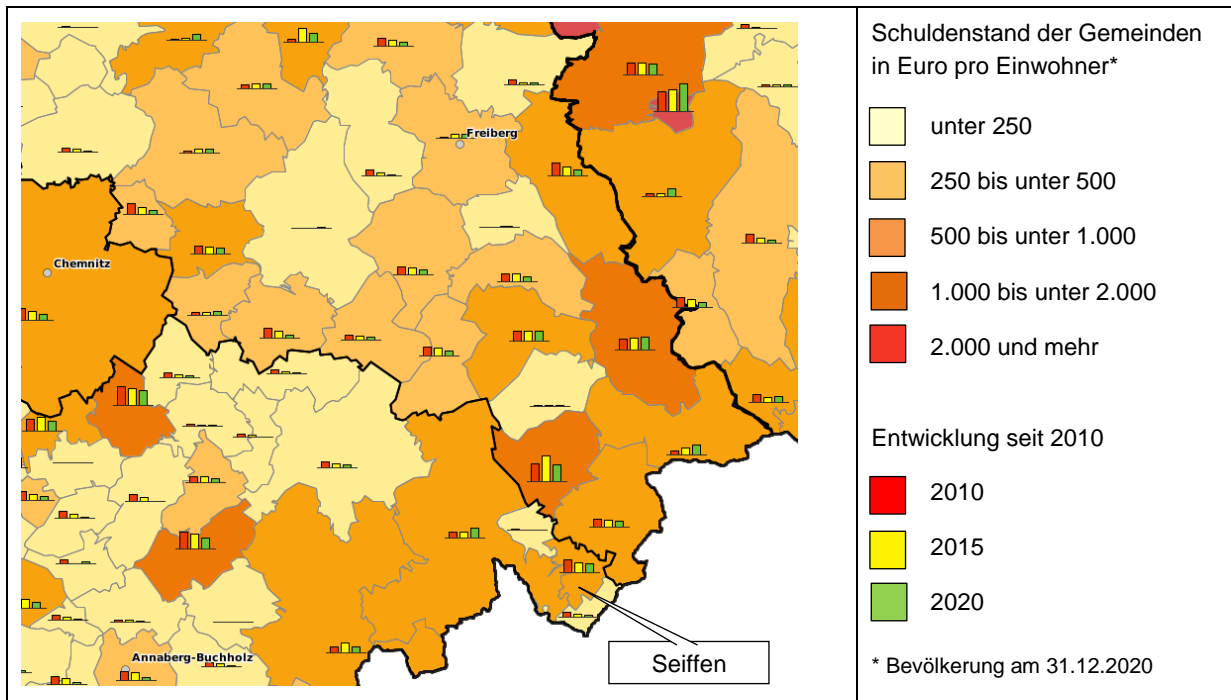 Freiberg
Chemnitz
Annaberg-Buchholz
Seiffen
Schuldenstand der Gemeinden
in Euro pro Einwohner*
unter 250
250 bis unter 500
500 bis unter 1.000
1.000 bis unter 2.000
2.000 und mehr
Entwicklung seit 2010
2010
2015
2020
* Bevölkerung am 31.12.2020